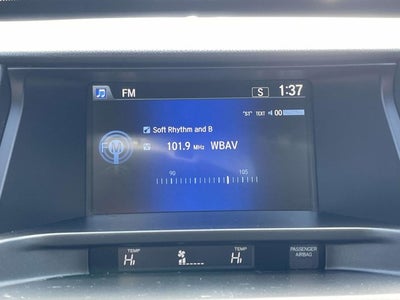 FM S 1:37
"ST" TEXT 00
Soft Rhythm and B
FM 101.9 MHz WBAV
90 105
TEMP TEMP PASSENGER
HI HI AIRBAG